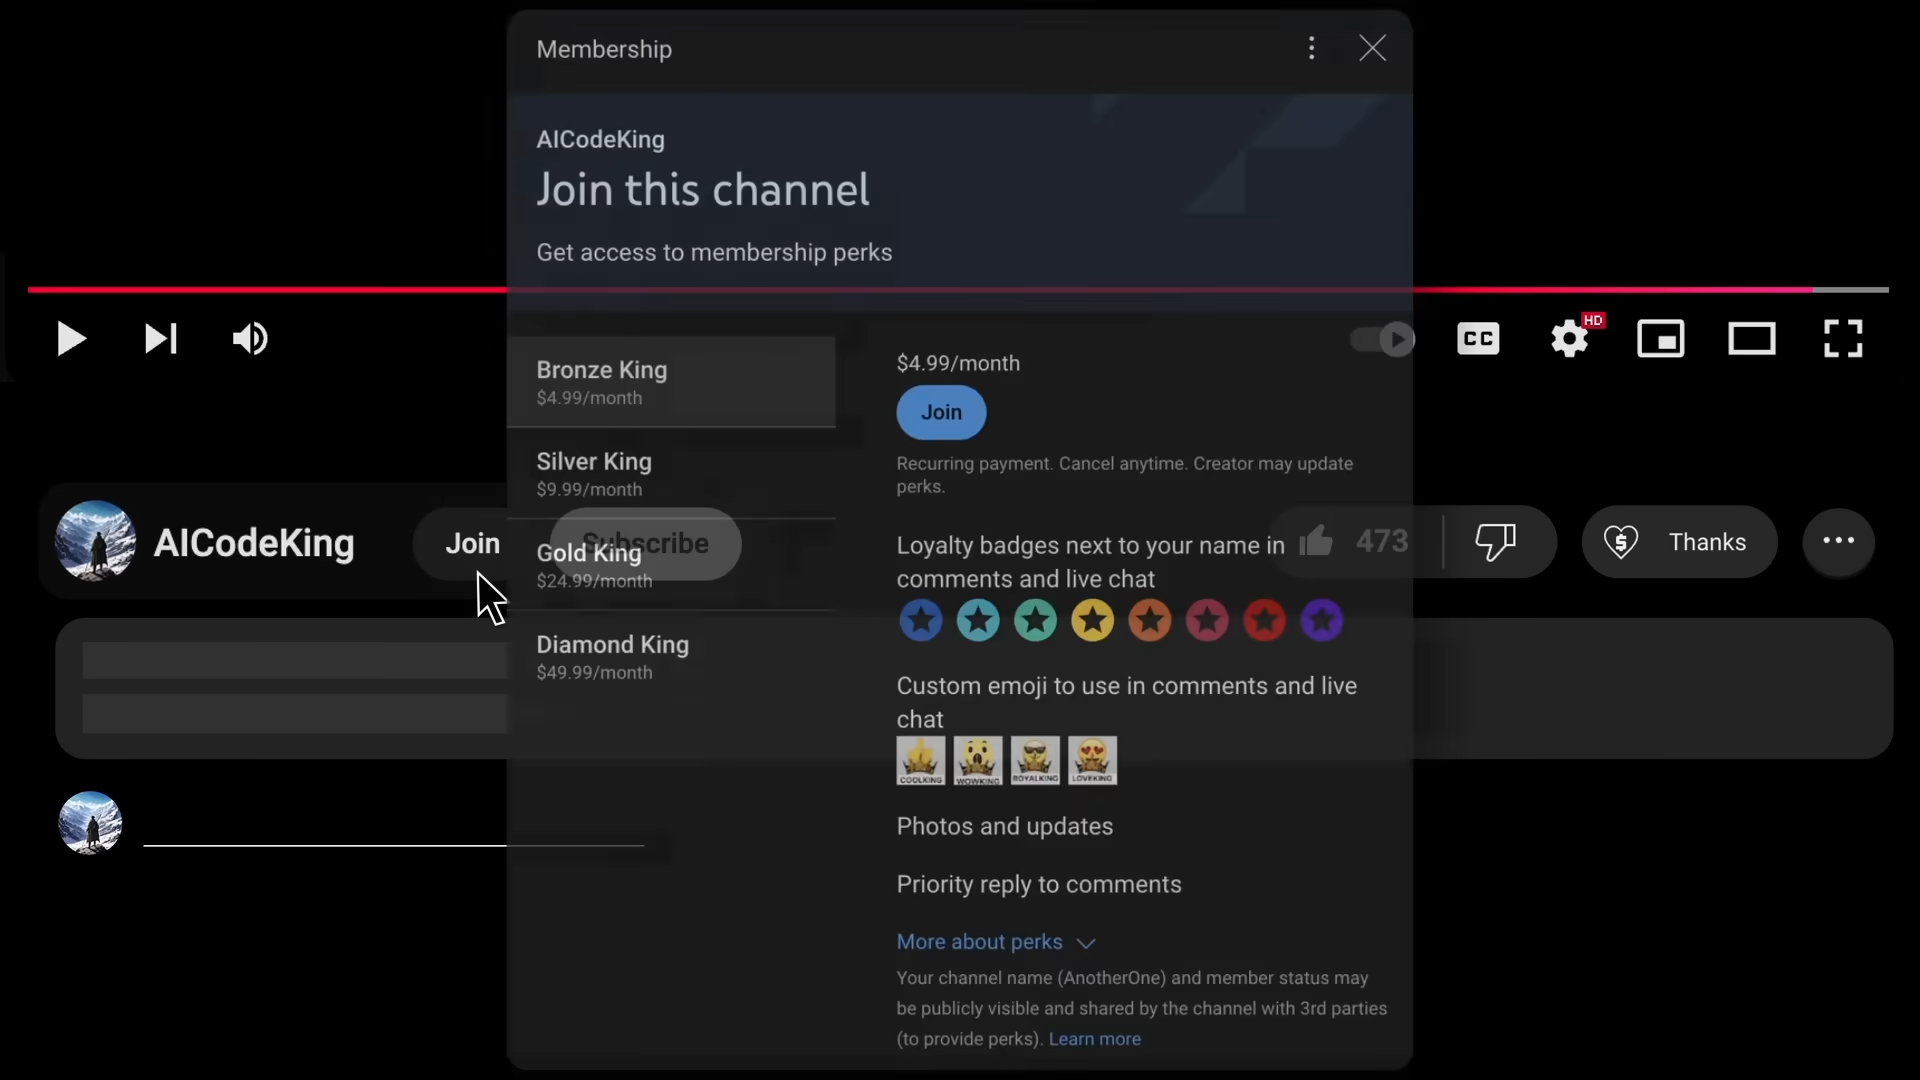 Membership
AICodeKing
Join this channel
Get access to membership perks
HD
CC
Bronze King
$4.99/month
$4.99/month
Join
Silver King
$9.99/month
Recurring payment. Cancel anytime. Creator may update
perks.
AICodeKing
Join
Subscribe
Gold King
$24.99/month
Loyalty badges next to your name in
comments and live chat
473
Thanks
Diamond King
$49.99/month
Custom emoji to use in comments and live
chat
COOLKING
WOWKING
ROYALKING
LOVEKING
Photos and updates
Priority reply to comments
More about perks
Your channel name (AnotherOne) and member status may
be publicly visible and shared by the channel with 3rd parties
(to provide perks). Learn more